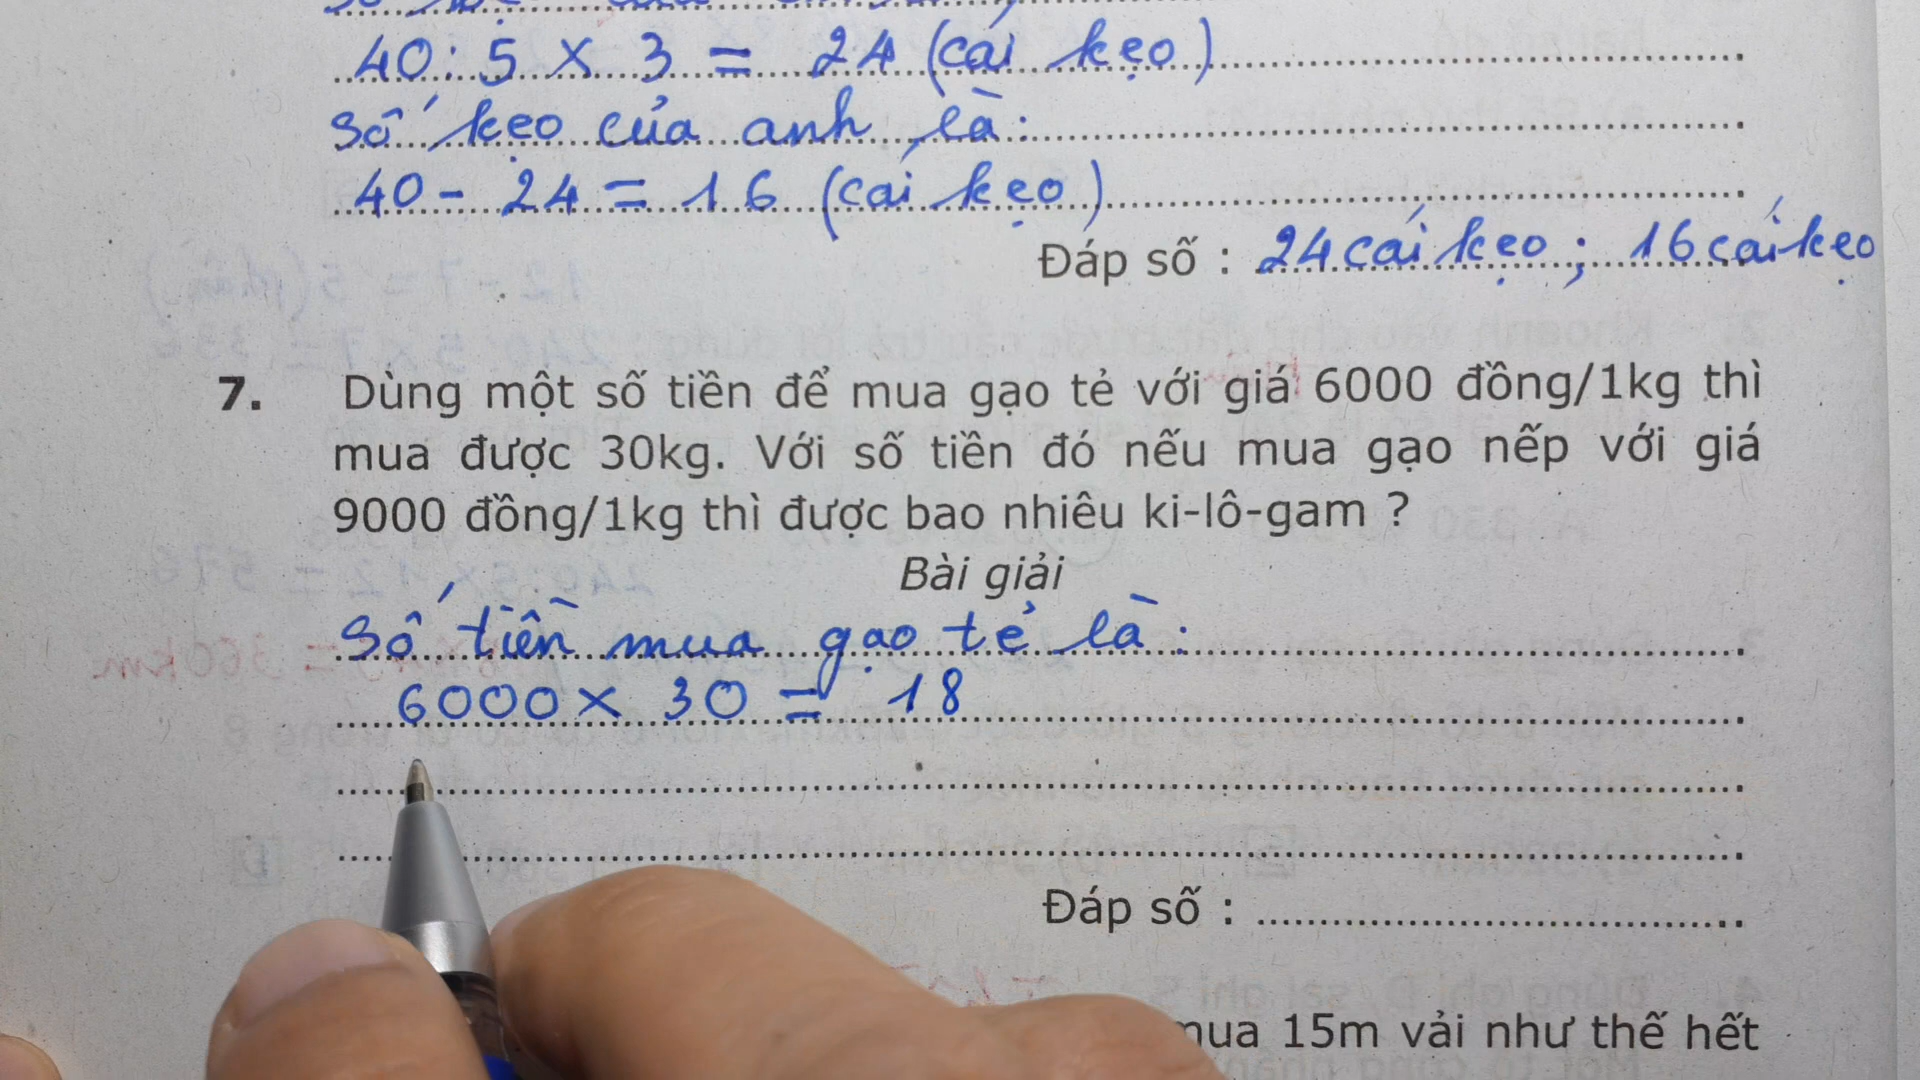 40 : 5 × 3 = 24 (cái kẹo)
Số kẹo của anh là:
40 - 24 = 16 (cái kẹo)
Đáp số : 24 cái kẹo ; 16 cái kẹo
7. Dùng một số tiền để mua gạo tẻ với giá 6000 đồng/1kg thì
mua được 30kg. Với số tiền đó nếu mua gạo nếp với giá
9000 đồng/1kg thì được bao nhiêu ki-lô-gam ?
Bài giải
Số tiền mua gạo tẻ là:
6000 × 30 = 18
Đáp số :
mua 15m vải như thế hết